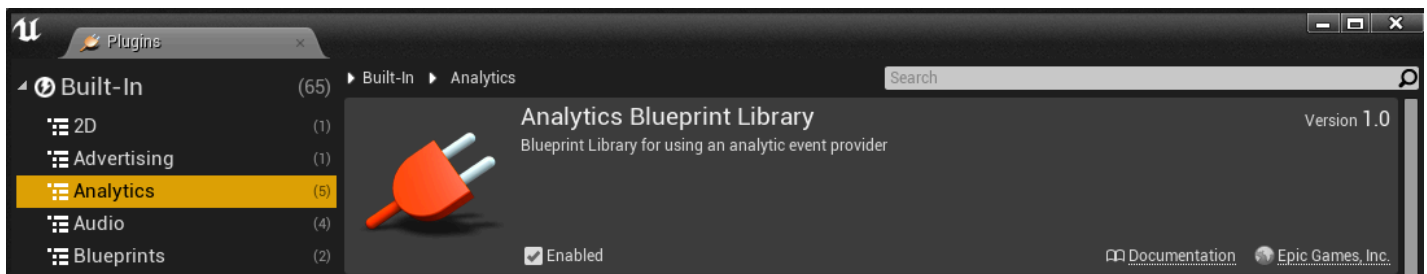 Plugins
Built-In (65)
2D (1)
Advertising (1)
Analytics (5)
Audio (4)
Blueprints (2)
Built-In Analytics
Search
Analytics Blueprint Library
Version 1.0
Blueprint Library for using an analytic event provider
Enabled
Documentation
Epic Games, Inc.